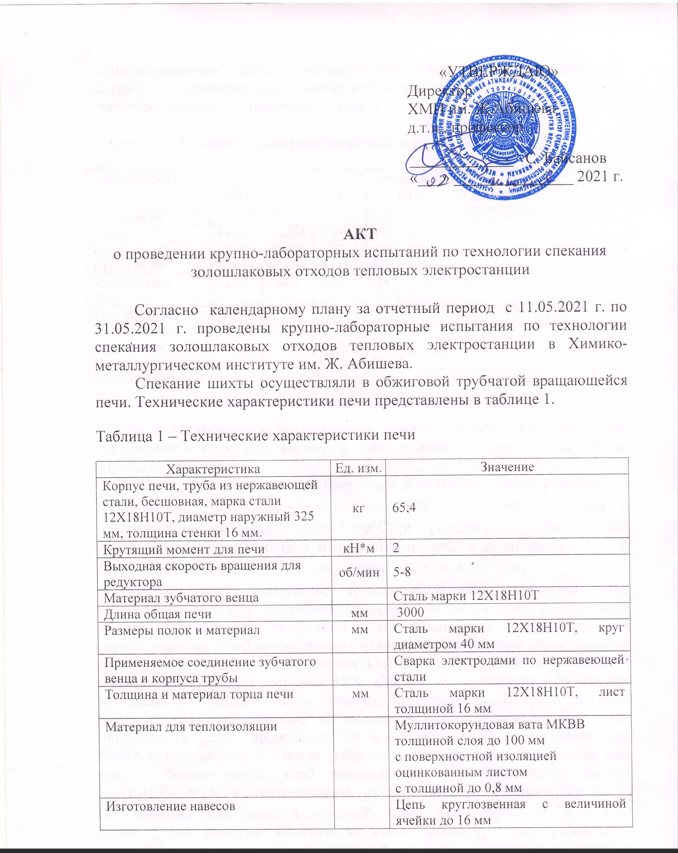 «УТВЕРЖДАЮ»
Директор
ХМИ им. Ж. Абишева
д.т.н., профессор
С. Байсанов
« 02 » 2021 г.
АКТ
о проведении крупно-лабораторных испытаний по технологии спекания
золошлаковых отходов тепловых электростанции
Согласно календарному плану за отчетный период с 11.05.2021 г. по
31.05.2021 г. проведены крупно-лабораторные испытания по технологии
спекания золошлаковых отходов тепловых электростанции в Химико-
металлургическом институте им. Ж. Абишева.
Спекание шихты осуществляли в обжиговой трубчатой вращающейся
печи. Технические характеристики печи представлены в таблице 1.
Таблица 1 – Технические характеристики печи
Характеристика Ед. изм. Значение
Корпус печи, труба из нержавеющей
стали, бесшовная, марка стали
12Х18Н10Т, диаметр наружный 325
мм, толщина стенки 16 мм.
кг 65,4
Крутящий момент для печи кН*м 2
Выходная скорость вращения для
редуктора
об/мин 5-8
Материал зубчатого венца Сталь марки 12Х18Н10Т
Длина общая печи мм 3000
Размеры полок и материал мм Сталь марки 12Х18Н10Т, круг
диаметром 40 мм
Применяемое соединение зубчатого
венца и корпуса трубы
Сварка электродами по нержавеющей
стали
Толщина и материал торца печи мм Сталь марки 12Х18Н10Т, лист
толщиной 16 мм
Материал для теплоизоляции Муллитокорундовая вата МКВВ
толщиной слоя до 100 мм
с поверхностной изоляцией
оцинкованным листом
с толщиной до 0,8 мм
Изготовление навесов Цепь круглозвенная с величиной
ячейки до 16 мм